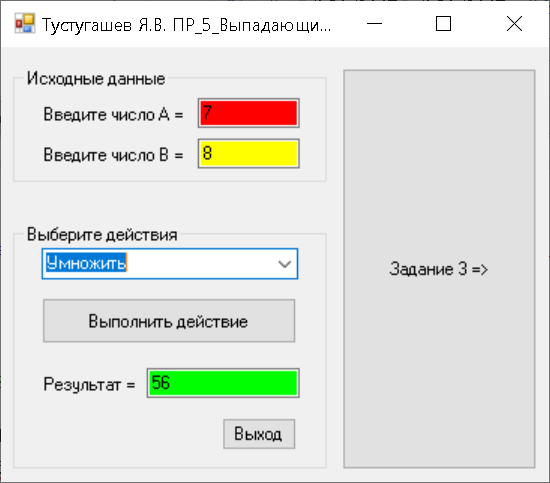 Тустугашев Я.В. ПР_5_Выпадающи...
Исходные данные
Введите число A = 7
Введите число B = 8
Выберите действия
Умножить
Выполнить действие
Результат = 56
Выход
Задание 3 =>